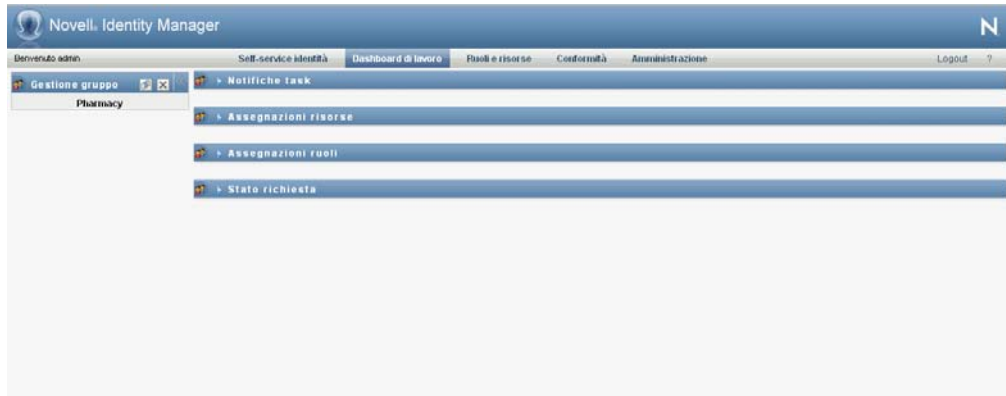 Novell® Identity Manager
N
Benvenuto admin
Self-service identità Dashboard di lavoro Ruoli e risorse Conformità Amministrazione Logout ?
Gestione gruppo
Pharmacy
Notifiche task
Assegnazioni risorse
Assegnazioni ruoli
Stato richiesta